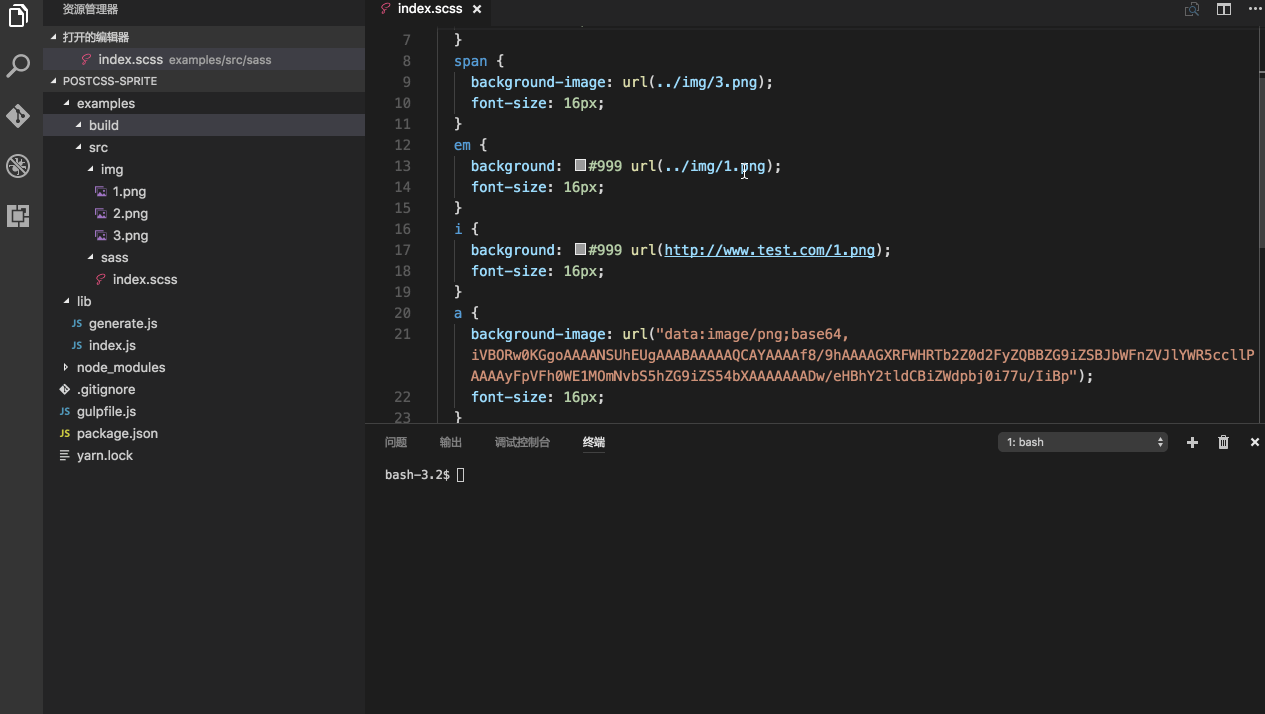 资源管理器
打开的编辑器
index.scss examples/src/sass
POSTCSS-SPRITE
examples
build
src
img
1.png
2.png
3.png
sass
index.scss
lib
JS generate.js
JS index.js
node_modules
.gitignore
JS gulpfile.js
JS package.json
yarn.lock
index.scss
7 }
8 span {
9 background-image: url(../img/3.png);
10 font-size: 16px;
11 }
12 em {
13 background: #999 url(../img/1.png);
14 font-size: 16px;
15 }
16 i {
17 background: #999 url(http://www.test.com/1.png);
18 font-size: 16px;
19 }
20 a {
21 background-image: url("data:image/png;base64,
iVBORw0KGgoAAAANSUhEUgAAABAAAAAQCAYAAAAf8/9hAAAAGXRFWHRTb2Z0d2FyZQBBZG9iZSBJbWFnZVJlYWR5ccllP
AAAAyFpVFh0WE1MOmNvbS5hZG9iZS54bXAAAAAAADw/eHBhY2tldCBiZWdpbj0i77u/IiBp");
22 font-size: 16px;
23 }
问题 输出 调试控制台 终端
1: bash
bash-3.2$